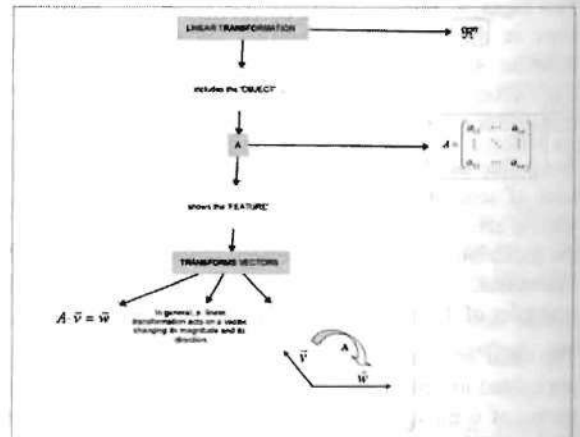 LINEAR TRANSFORMATION
ℜⁿ
includes the 'OBJECT'
A
A =
shows the 'FEATURE'
TRANSFORMS VECTORS
A · v⃗ = w⃗
In general, a linear
transformation acts on a vector
changing its magnitude and its
direction.
A
v⃗
w⃗